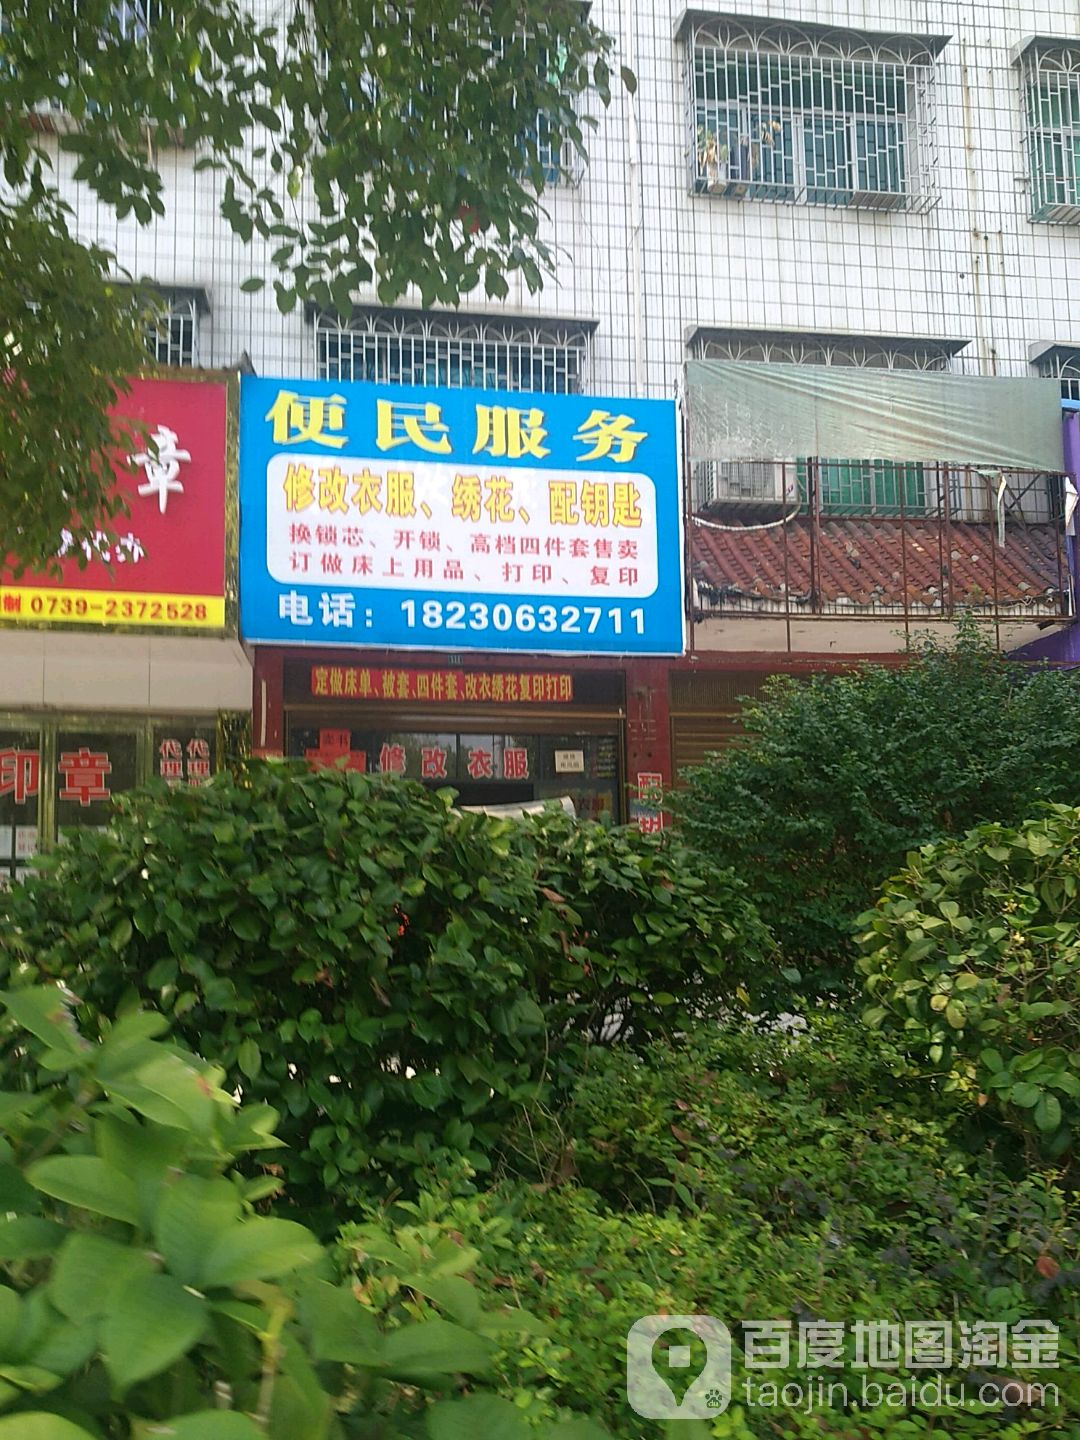 章
制 0739-2372528
便民服务
修改衣服、绣花、配钥匙
换锁芯、开锁、高档四件套售卖
订做床上用品、打印、复印
电话：18230632711
定做床单、被套、四件套、改衣绣花复印打印
卖书
修改衣服
印章
代理
代理
配
百度地图淘金
taojin.baidu.com